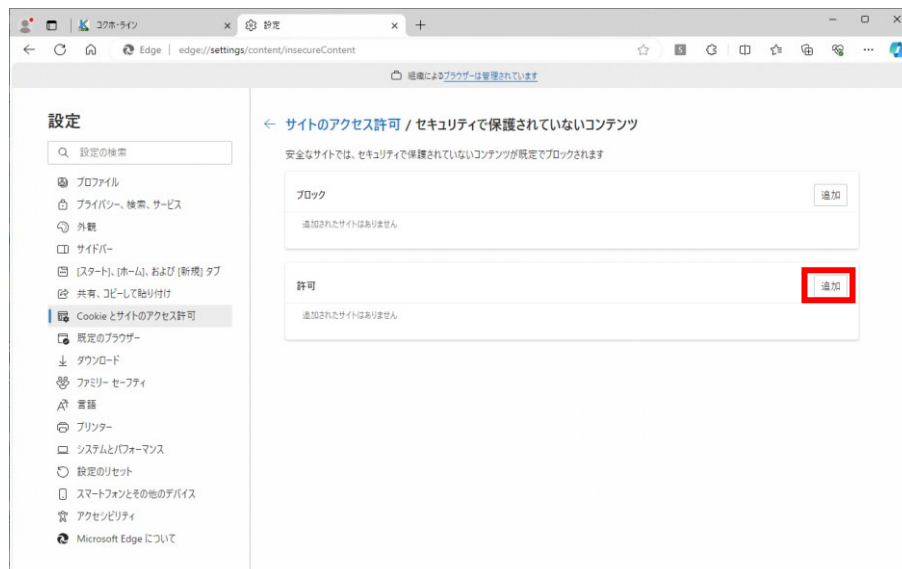 コクホ・ライン
設定
Edge
edge://settings/content/insecureContent
組織によるブラウザーは管理されています
設定
設定の検索
プロファイル
プライバシー、検索、サービス
外観
サイドバー
[スタート]、[ホーム]、および [新規] タブ
共有、コピーして貼り付け
Cookie とサイトのアクセス許可
既定のブラウザー
ダウンロード
ファミリー セーフティ
言語
プリンター
システムとパフォーマンス
設定のリセット
スマートフォンとその他のデバイス
アクセシビリティ
Microsoft Edge について
サイトのアクセス許可 / セキュリティで保護されていないコンテンツ
安全なサイトでは、セキュリティで保護されていないコンテンツが既定でブロックされます
ブロック
追加
追加されたサイトはありません
許可
追加
追加されたサイトはありません